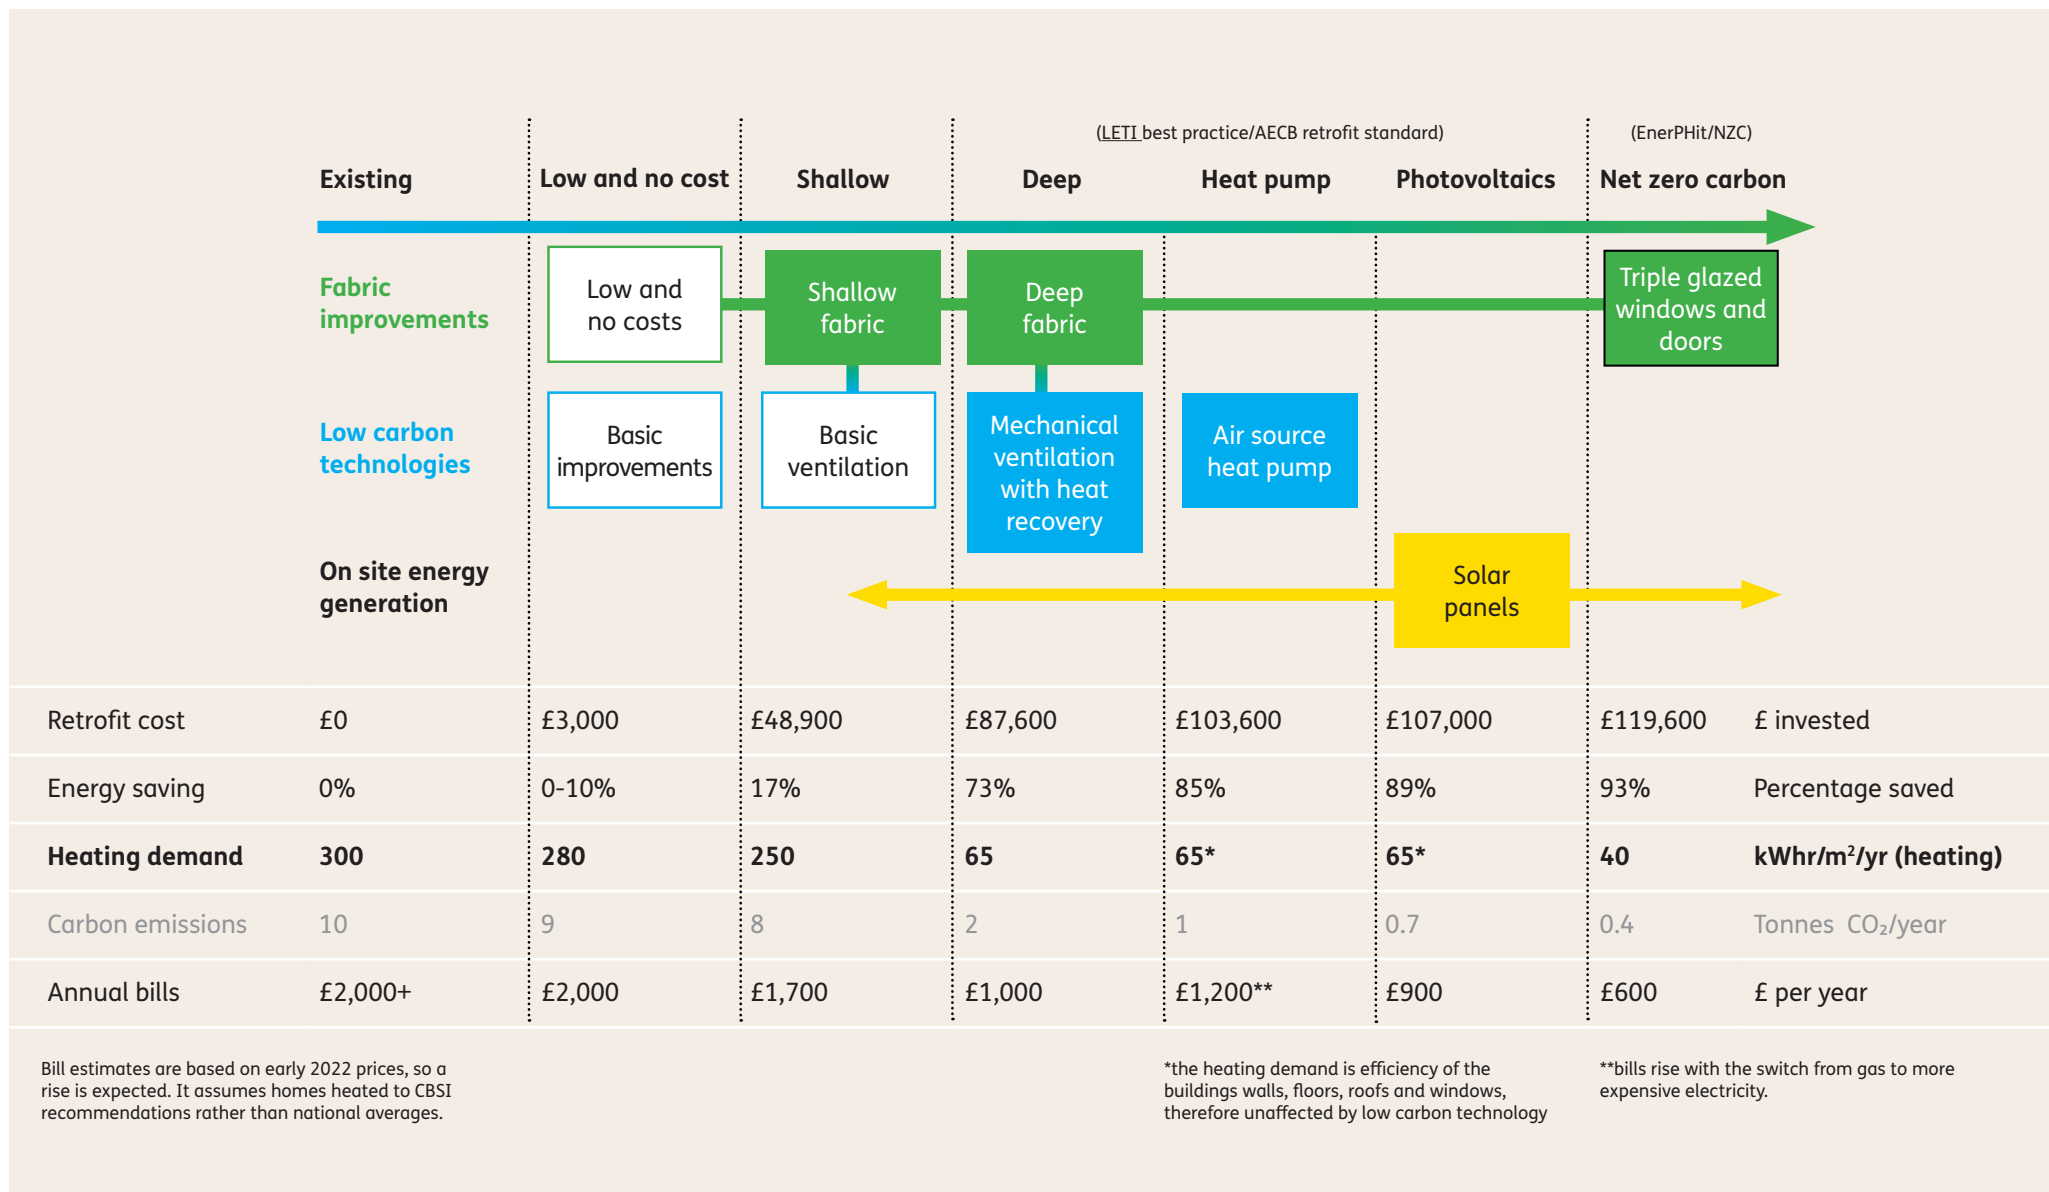 (LETI best practice/AECB retrofit standard)
(EnerPHit/NZC)
Existing
Low and no cost
Shallow
Deep
Heat pump
Photovoltaics
Net zero carbon
Fabric
improvements
Low and
no costs
Shallow
fabric
Deep
fabric
Triple glazed
windows and
doors
Low carbon
technologies
Basic
improvements
Basic
ventilation
Mechanical
ventilation
with heat
recovery
Air source
heat pump
On site energy
generation
Solar
panels
Retrofit cost £0 £3,000 £48,900 £87,600 £103,600 £107,000 £119,600 £ invested
Energy saving 0% 0-10% 17% 73% 85% 89% 93% Percentage saved
Heating demand 300 280 250 65 65* 65* 40 kWhr/m²/yr (heating)
Carbon emissions 10 9 8 2 1 0.7 0.4 Tonnes CO₂/year
Annual bills £2,000+ £2,000 £1,700 £1,000 £1,200** £900 £600 £ per year
Bill estimates are based on early 2022 prices, so a
rise is expected. It assumes homes heated to CBSI
recommendations rather than national averages.
*the heating demand is efficiency of the
buildings walls, floors, roofs and windows,
therefore unaffected by low carbon technology
**bills rise with the switch from gas to more
expensive electricity.